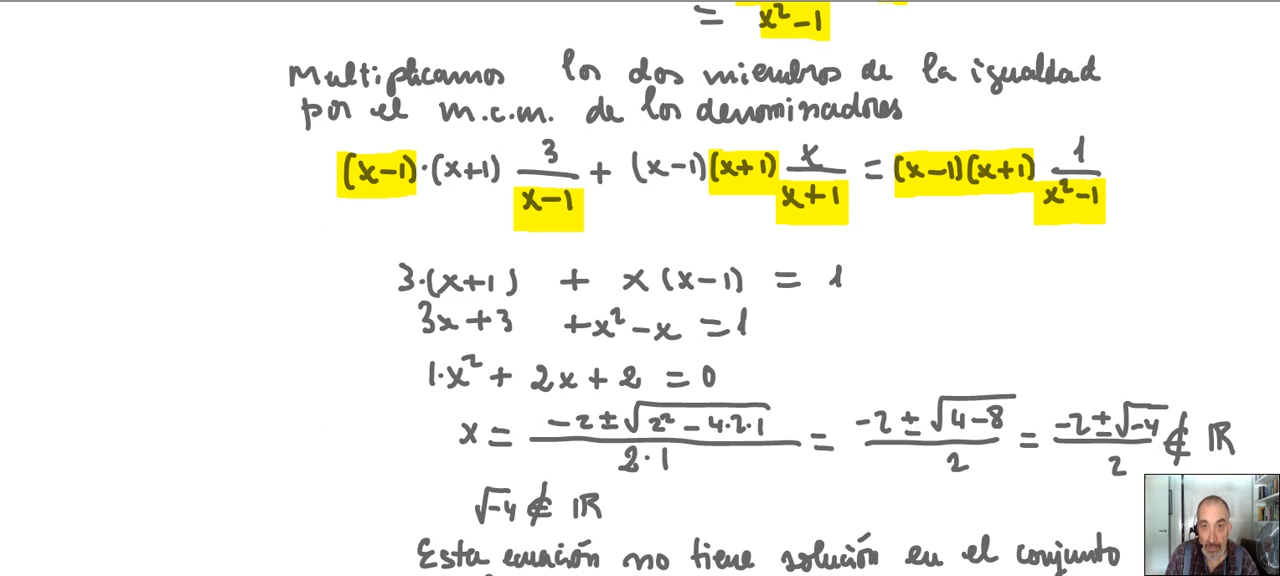 = x²-1
Multiplicamos los dos miembros de la igualdad
por el m.c.m. de los denominadores
(x-1)·(x+1) 3/(x-1) + (x-1)(x+1) x/(x+1) = (x-1)(x+1) 1/(x²-1)
3·(x+1) + x(x-1) = 1
3x+3 +x²-x = 1
1·x² + 2x + 2 = 0
x = (-2±√(2²-4·2·1))/(2·1) = (-2±√(4-8))/2 = (-2±√-4)/2 ∉ ℝ
√-4 ∉ ℝ
Esta ecuación no tiene solución en el conjunto